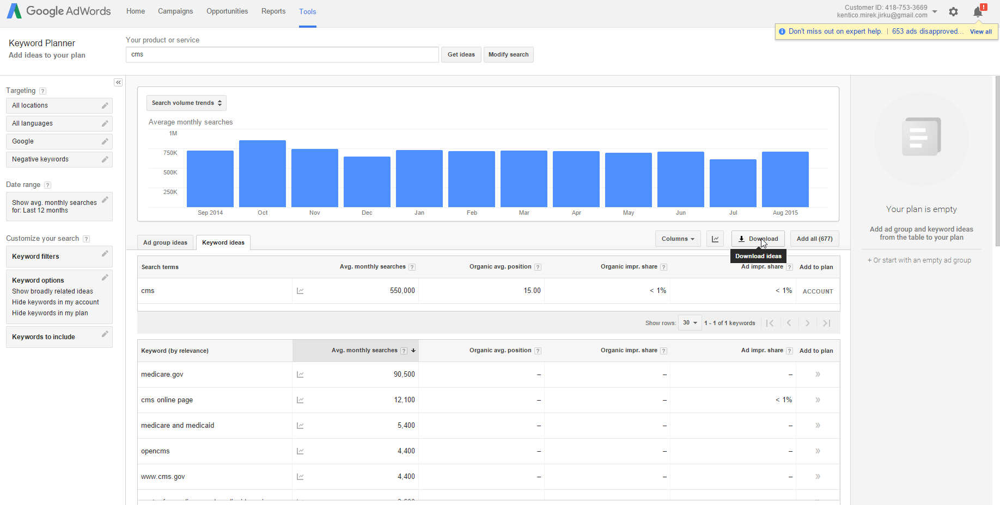 Google AdWords
Home Campaigns Opportunities Reports Tools
Customer ID: 418-753-3669
kentico.mirek.jirku@gmail.com
!
Don't miss out on expert help. | 653 ads disapproved... View all
Keyword Planner
Add ideas to your plan
Your product or service
cms
Get ideas
Modify search
Targeting ?
All locations
All languages
Google
Negative keywords
Date range ?
Show avg. monthly searches
for: Last 12 months
Customize your search ?
Keyword filters
Keyword options
Show broadly related ideas
Hide keywords in my account
Hide keywords in my plan
Keywords to include
Search volume trends
Average monthly searches
1M
750K
500K
250K
Sep 2014 Oct Nov Dec Jan Feb Mar Apr May Jun Jul Aug 2015
Ad group ideas
Keyword ideas
Columns
Download
Add all (677)
Download ideas
Search terms Avg. monthly searches ? Organic avg. position ? Organic impr. share ? Ad impr. share ? Add to plan
cms 550,000 15.00 < 1% < 1% ACCOUNT
Show rows: 30 1 - 1 of 1 keywords
Keyword (by relevance) Avg. monthly searches ? Organic avg. position ? Organic impr. share ? Ad impr. share ? Add to plan
medicare.gov 90,500 – – – »
cms online page 12,100 – – < 1% »
medicare and medicaid 5,400 – – – »
opencms 4,400 – – – »
www.cms.gov 4,400 – – – »
Your plan is empty
Add ad group and keyword ideas
from the table to your plan
+ Or start with an empty ad group